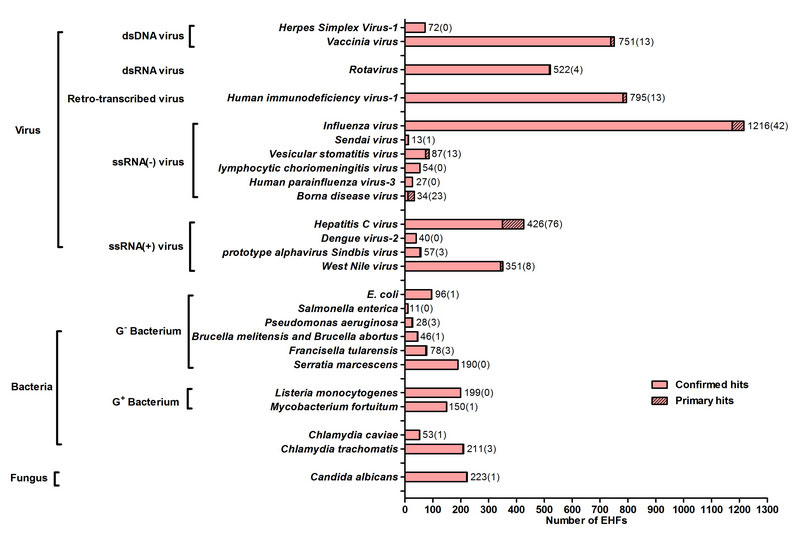 dsDNA virus
Herpes Simplex Virus-1 72(0)
Vaccinia virus 751(13)
dsRNA virus Rotavirus 522(4)
Retro-transcribed virus Human immunodeficiency virus-1 795(13)
Virus
Influenza virus 1216(42)
Sendai virus 13(1)
ssRNA(-) virus
Vesicular stomatitis virus 87(13)
lymphocytic choriomeningitis virus 54(0)
Human parainfluenza virus-3 27(0)
Borna disease virus 34(23)
Hepatitis C virus 426(76)
Dengue virus-2 40(0)
ssRNA(+) virus
prototype alphavirus Sindbis virus 57(3)
West Nile virus 351(8)
E. coli 96(1)
Salmonella enterica 11(0)
Pseudomonas aeruginosa 28(3)
G- Bacterium
Brucella melitensis and Brucella abortus 46(1)
Francisella tularensis 78(3)
Serratia marcescens 190(0)
Bacteria
Confirmed hits
Listeria monocytogenes 199(0)
G+ Bacterium
Primary hits
Mycobacterium fortuitum 150(1)
Chlamydia caviae 53(1)
Chlamydia trachomatis 211(3)
Fungus Candida albicans 223(1)
0 100 200 300 400 500 600 700 800 900 1000 1100 1200 1300
Number of EHFs